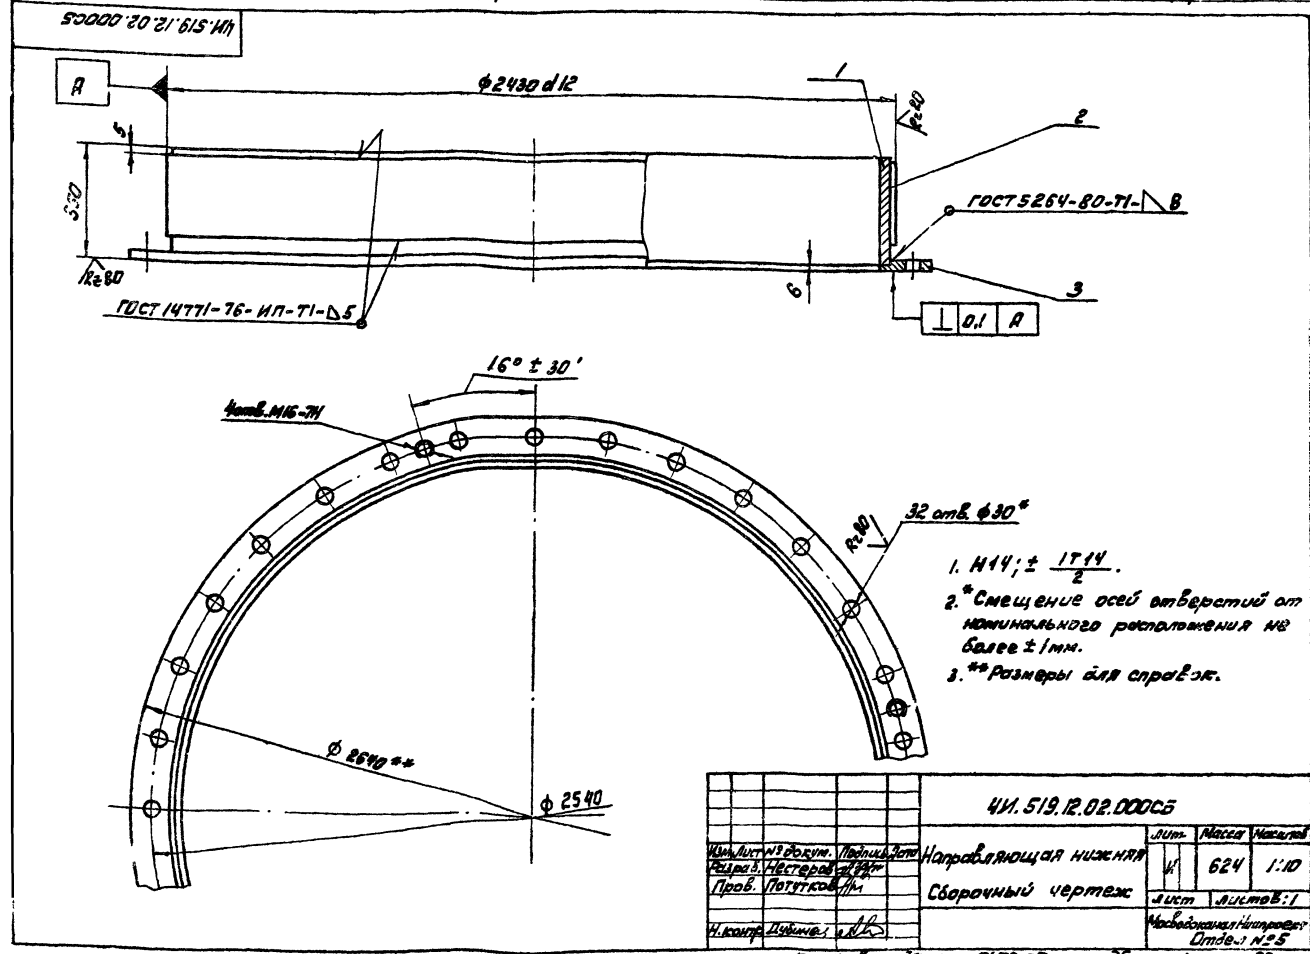 4И.519.12.02.000СБ
А
ф2430 d12
1
Rz80
2
5
ГОСТ 5264-80-Т1-◺8
Rz80
6
3
ГОСТ 14771-76-ИП-Т1-◺5
⊥ 0,1 А
16° ± 30'
4отв. М16-7Н
32 отв. ф30*
Rz80
1. Н14; ± IT14/2.
2.*Смещение осей отверстий от
номинального расположения не
более ±1мм.
3.**Размеры для справок.
ф 2640**
ф 2540
4И.519.12.02.000СБ
Лит. Масса Масштаб
Изм. Лист № докум. Подпись Дата
Направляющая нижняя
И 624 1:10
Разраб. Нестеров
Пров. Потутков
Сборочный чертеж
Лист Листов: 1
Н.контр.
МосводоканалНИИпроект
Отдел №5